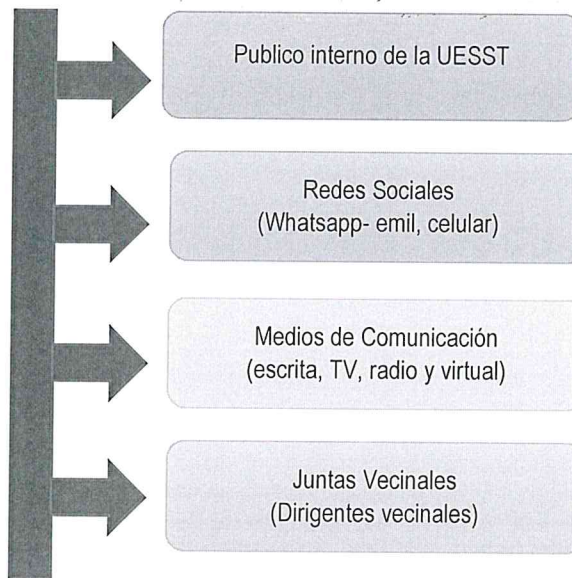 Publico interno de la UESST
Redes Sociales
(Whatsapp- emil, celular)
Medios de Comunicación
(escrita, TV, radio y virtual)
Juntas Vecinales
(Dirigentes vecinales)